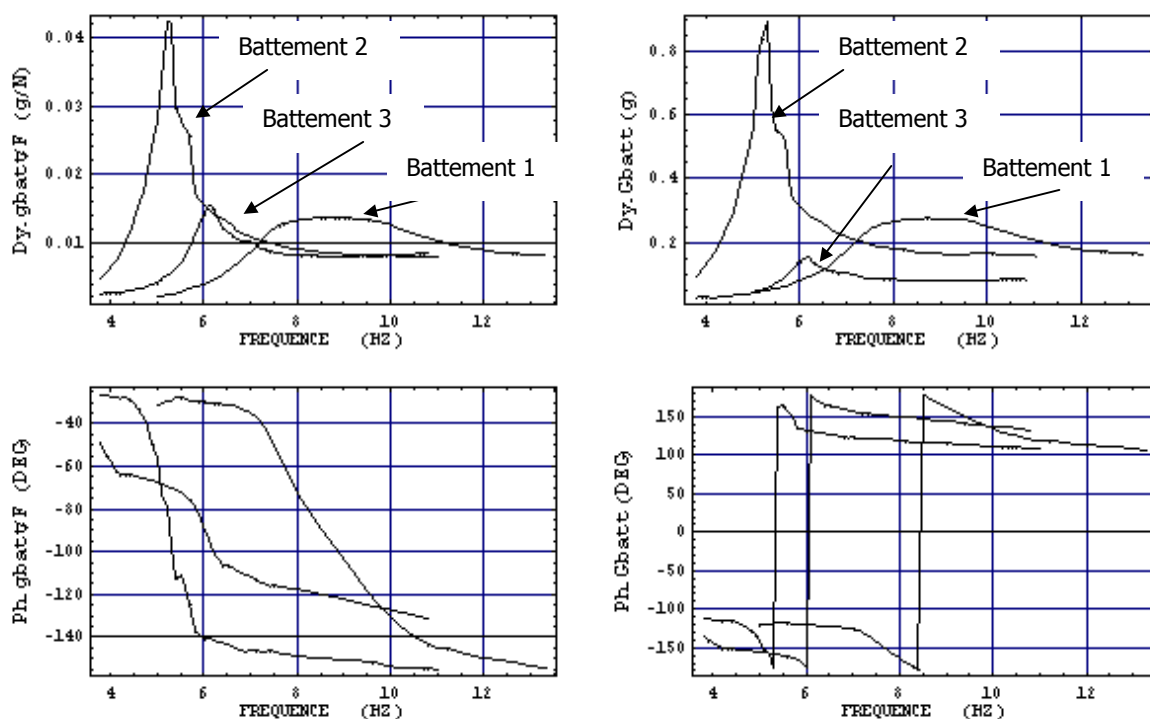 0.04
0.03
0.02
0.01
Dy.gbatt/F (g/N)
Battement 2
Battement 3
Battement 1
4 6 8 10 12
FREQUENCE (HZ)
0.8
0.6
0.4
0.2
Dy.Gbatt(g)
Battement 2
Battement 3
Battement 1
4 6 8 10 12
FREQUENCE (HZ)
-40
-60
-80
-100
-120
-140
Ph.gbatt/F (DEG)
4 6 8 10 12
FREQUENCE (HZ)
150
100
50
0
-50
-100
-150
Ph.Gbatt(DEG)
4 6 8 10 12
FREQUENCE (HZ)